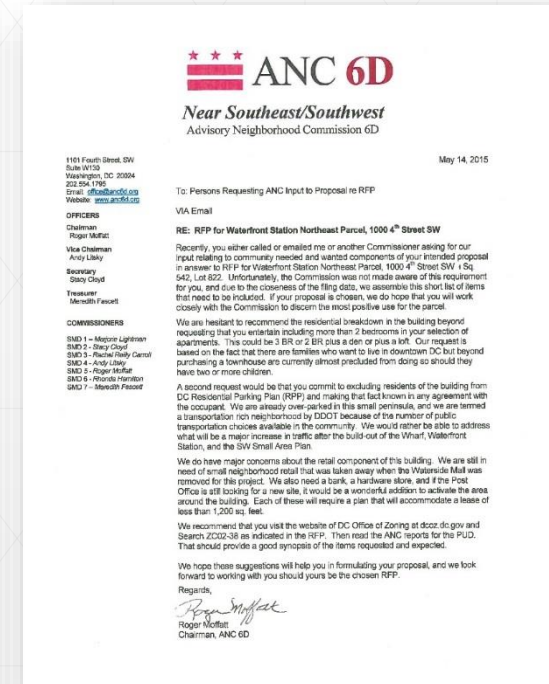 ANC 6D
Near Southeast/Southwest
Advisory Neighborhood Commission 6D
1101 Fourth Street, SW
Suite W130
Washington, DC 20024
202.554.1795
Email: office@anc6d.org
Website: www.anc6d.org
OFFICERS
Chairman
Roger Moffatt
Vice Chairman
Andy Litsky
Secretary
Stacy Cloyd
Treasurer
Meredith Fascett
COMMISSIONERS
SMD 1 – Marjorie Lightman
SMD 2 - Stacy Cloyd
SMD 3 - Rachel Reilly Carroll
SMD 4 - Andy Litsky
SMD 5 - Roger Moffatt
SMD 6 - Rhonda Hamilton
SMD 7 – Meredith Fascett
May 14, 2015
To: Persons Requesting ANC Input to Proposal re RFP
VIA Email
RE: RFP for Waterfront Station Northeast Parcel, 1000 4th Street SW
Recently, you either called or emailed me or another Commissioner asking for our
input relating to community needed and wanted components of your intended proposal
in answer to RFP for Waterfront Station Northeast Parcel, 1000 4th Street SW Sq.
542, Lot 822. Unfortunately, the Commission was not made aware of this requirement
for you, and due to the closeness of the filing date, we assemble this short list of items
that need to be included. If your proposal is chosen, we do hope that you will work
closely with the Commission to discern the most positive use for the parcel.
We are hesitant to recommend the residential breakdown in the building beyond
requesting that you entertain including more than 2 bedrooms in your selection of
apartments. This could be 3 BR or 2 BR plus a den or plus a loft. Our request is
based on the fact that there are families who want to live in downtown DC but beyond
purchasing a townhouse are currently almost precluded from doing so should they
have two or more children.
A second request would be that you commit to excluding residents of the building from
DC Residential Parking Plan (RPP) and making that fact known in any agreement with
the occupant. We are already over-parked in this small peninsula, and we are termed
a transportation rich neighborhood by DDOT because of the number of public
transportation choices available in the community. We would rather be able to address
what will be a major increase in traffic after the build-out of the Wharf, Waterfront
Station, and the SW Small Area Plan.
We do have major concerns about the retail component of this building. We are still in
need of small neighborhood retail that was taken away when the Waterside Mall was
removed for this project. We also need a bank, a hardware store, and if the Post
Office is still looking for a new site, it would be a wonderful addition to activate the area
around the building. Each of these will require a plan that will accommodate a lease of
less than 1,200 sq. feet.
We recommend that you visit the website of DC Office of Zoning at dcoz.dc.gov and
Search ZC02-38 as indicated in the RFP. Then read the ANC reports for the PUD.
That should provide a good synopsis of the items requested and expected.
We hope these suggestions will help you in formulating your proposal, and we look
forward to working with you should yours be the chosen RFP.
Regards,
Roger Moffatt
Roger Moffatt
Chairman, ANC 6D